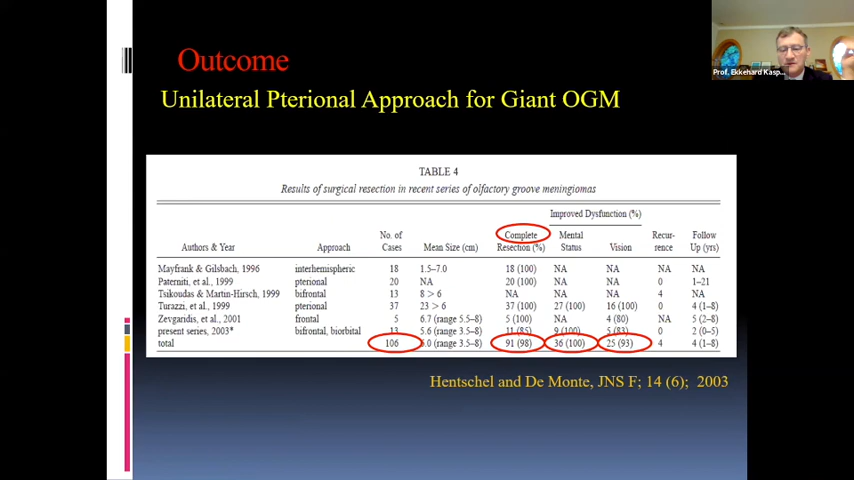 Outcome
Prof. Ekkehard Kasp...
Unilateral Pterional Approach for Giant OGM
TABLE 4
Results of surgical resection in recent series of olfactory groove meningiomas
Improved Dysfunction (%)
No. of Complete Mental Recur- Follow
Authors & Year Approach Cases Mean Size (cm) Resection (%) Status Vision rence Up (yrs)
Mayfrank & Gilsbach, 1996 interhemispheric 18 1.5–7.0 18 (100) NA NA NA NA
Paterniti et al., 1999 pterional 20 NA 20 (100) NA NA 0 1–21
Tsikoudas & Martin-Hirsch, 1999 bifrontal 13 8 > 6 NA NA NA 4 NA
Turazzi, et al., 1999 pterional 37 23 > 6 37 (100) 27 (100) 16 (100) 0 4 (1–8)
Zevgaridis, et al., 2001 frontal 5 6.7 (range 5.5–8) 5 (100) NA 4 (80) NA 5 (2–8)
present series, 2003* bifrontal, biorbital 13 5.6 (range 3.5–8) 11 (85) 9 (100) 5 (83) 0 2 (0–5)
total 106 6.0 (range 3.5–8) 91 (98) 36 (100) 25 (93) 4 4 (1–8)
Hentschel and De Monte, JNS F; 14 (6); 2003